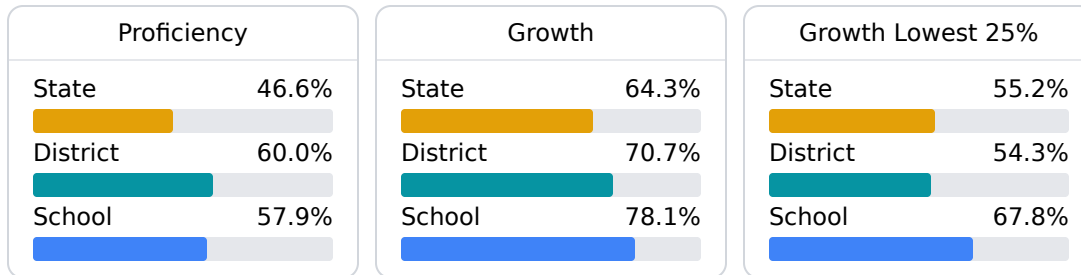 Proficiency
State 46.6%
District 60.0%
School 57.9%
Growth
State 64.3%
District 70.7%
School 78.1%
Growth Lowest 25%
State 55.2%
District 54.3%
School 67.8%